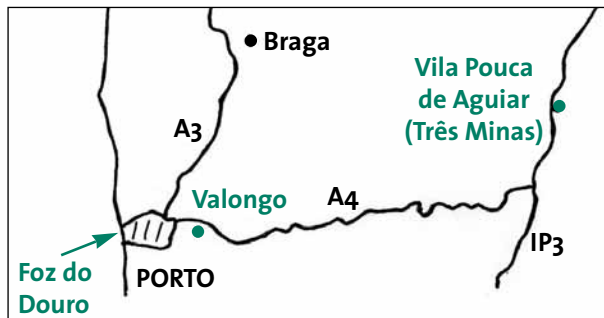 Braga
Vila Pouca
de Aguiar
(Três Minas)
A3
Valongo
A4
Foz do
Douro
PORTO
IP3